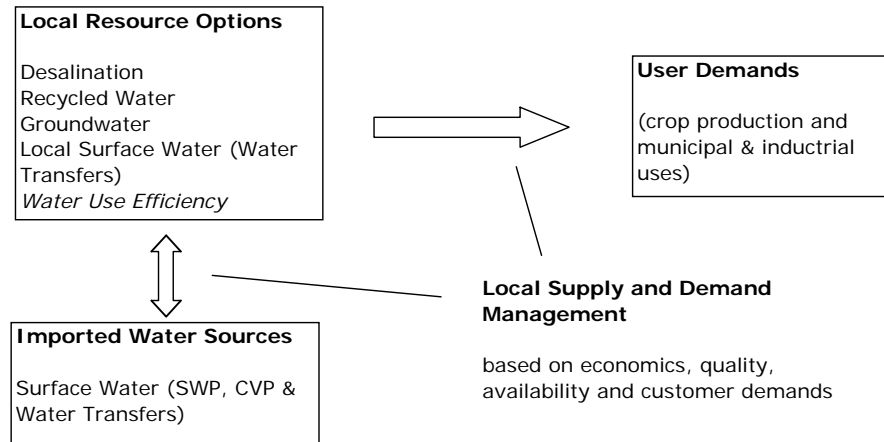 Local Resource Options
Desalination
Recycled Water
Groundwater
Local Surface Water (Water
Transfers)
Water Use Efficiency
User Demands
(crop production and
municipal & inductrial
uses)
Local Supply and Demand
Management
based on economics, quality,
availability and customer demands
Imported Water Sources
Surface Water (SWP, CVP &
Water Transfers)